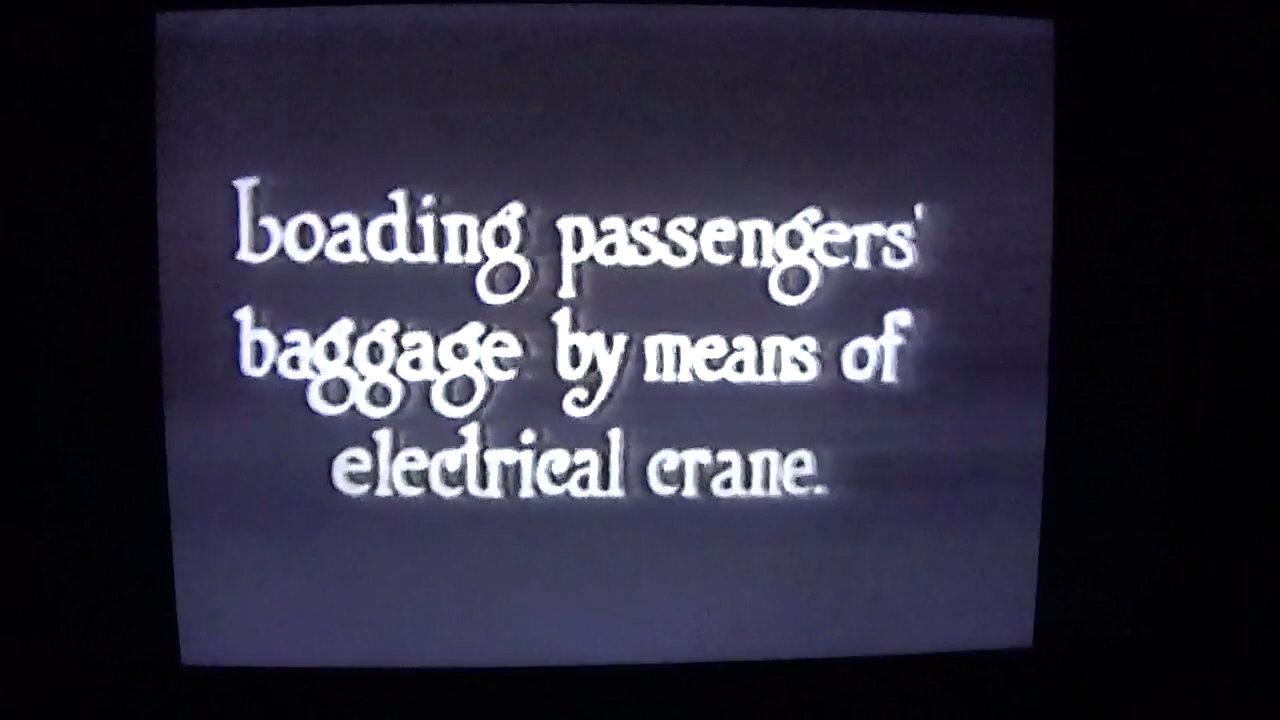 Loading passengers'
baggage by means of
electrical crane.